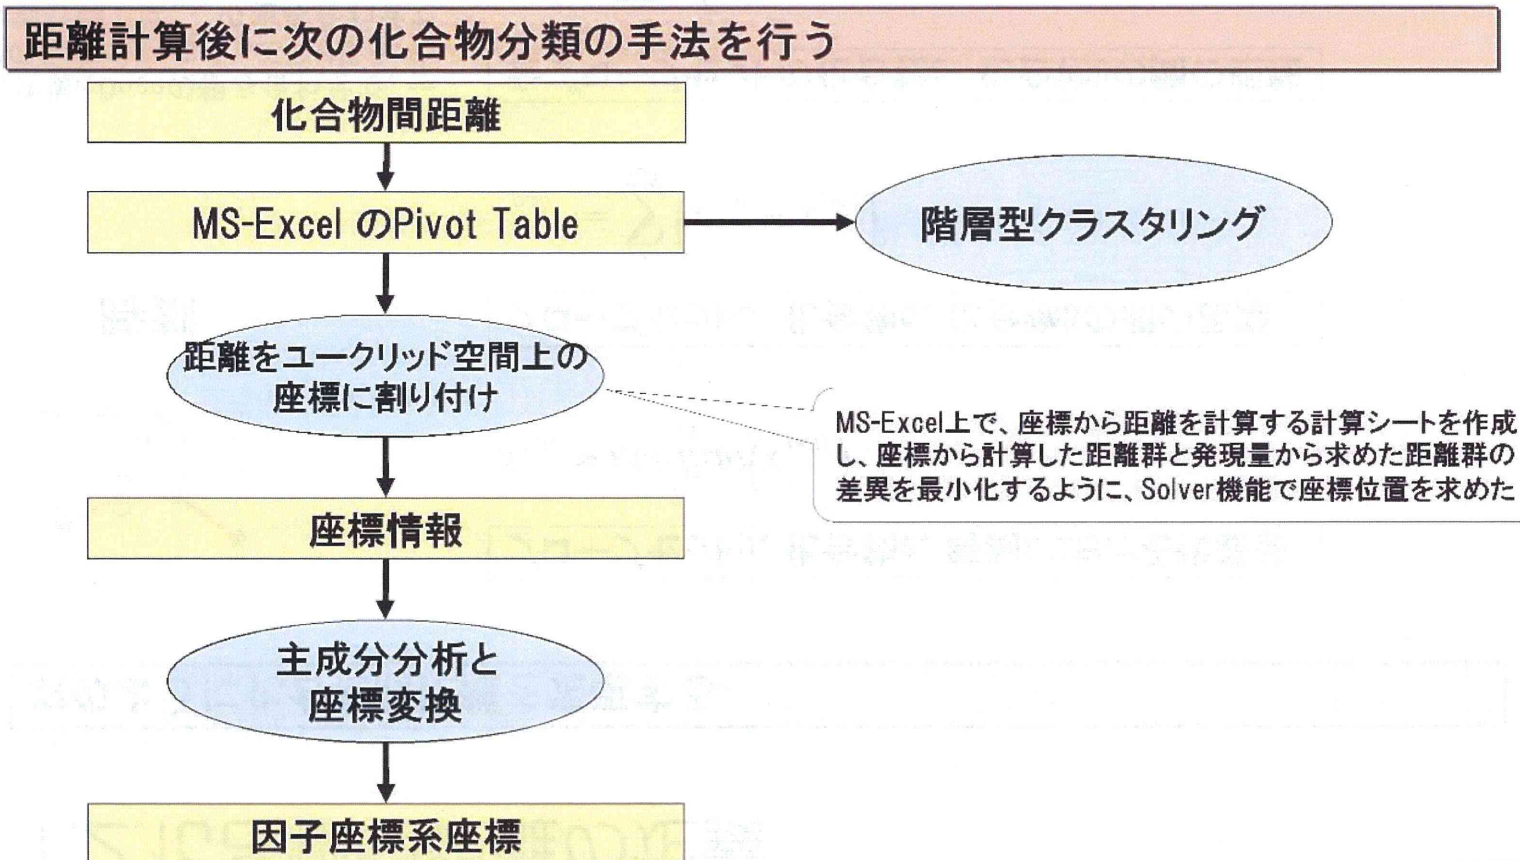 距離計算後に次の化合物分類の手法を行う
化合物間距離
MS-Excel のPivot Table
階層型クラスタリング
距離をユークリッド空間上の
座標に割り付け
MS-Excel上で、座標から距離を計算する計算シートを作成
し、座標から計算した距離群と発現量から求めた距離群の
差異を最小化するように、Solver機能で座標位置を求めた
座標情報
主成分分析と
座標変換
因子座標系座標